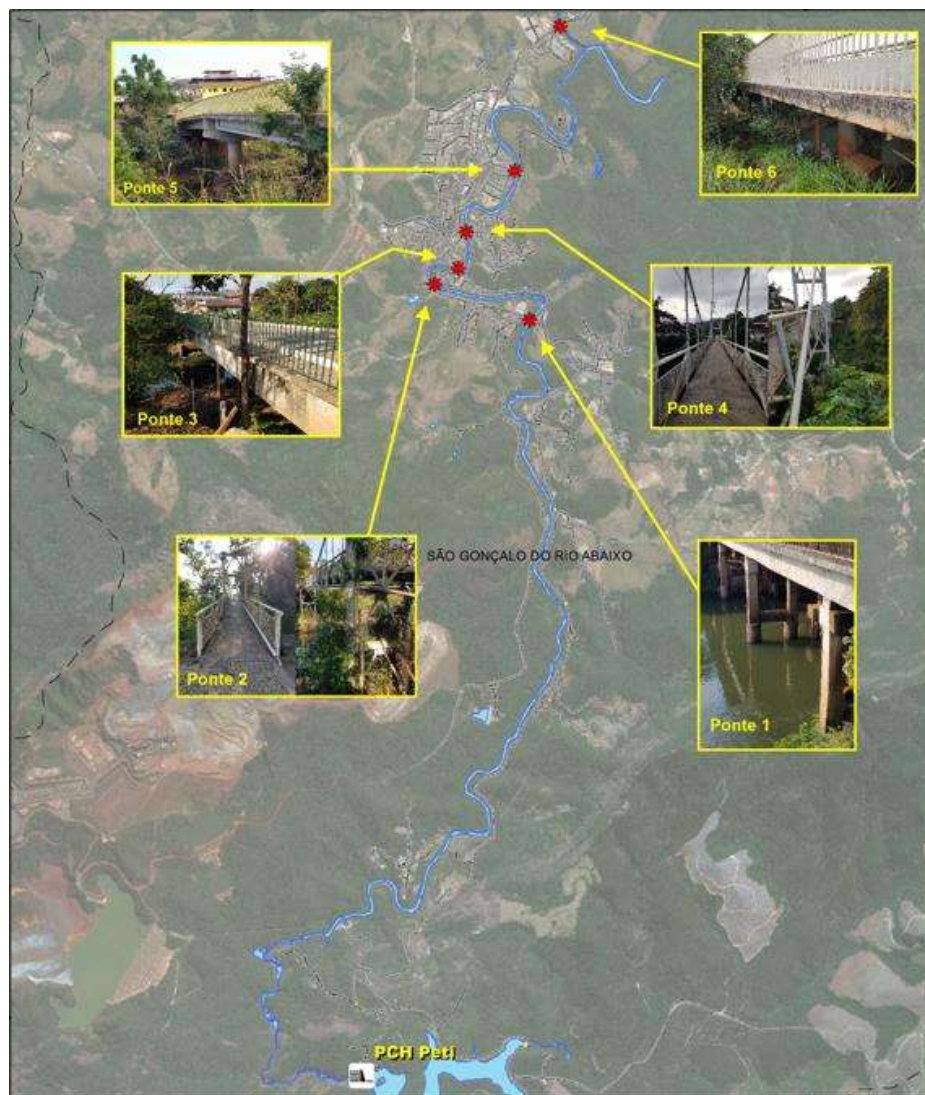 Ponte 5
Ponte 6
Ponte 3
Ponte 4
SÃO GONÇALO DO RIO ABAIXO
Ponte 2
Ponte 1
PCH Peti